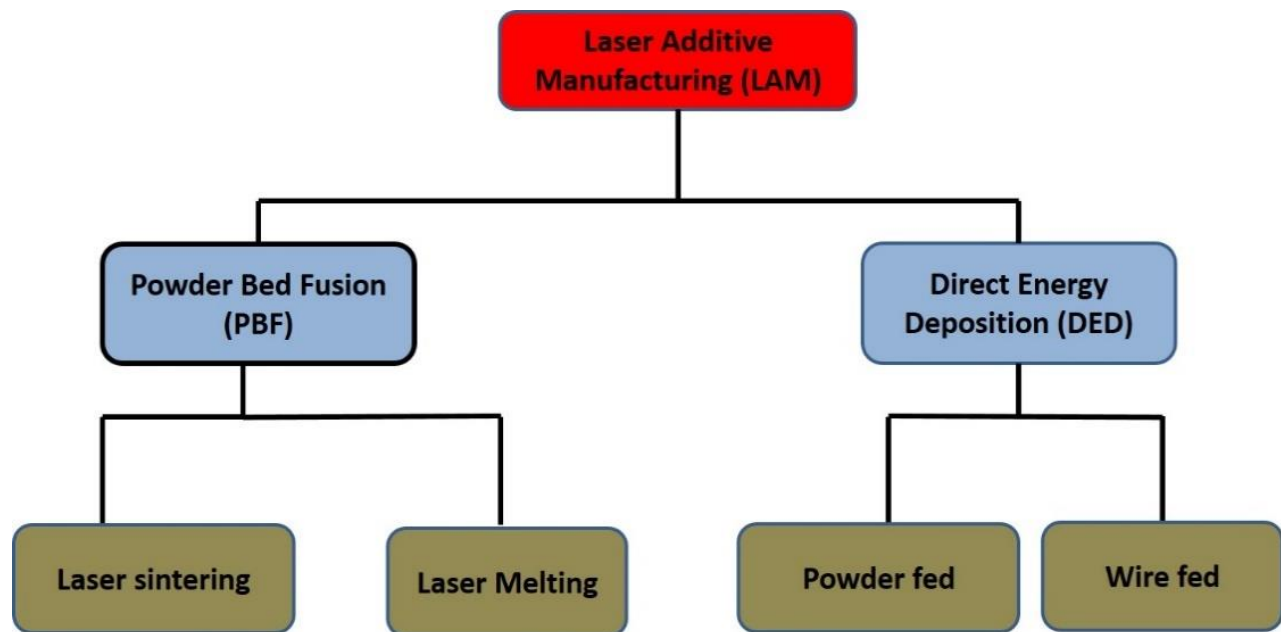 Laser Additive
Manufacturing (LAM)
Powder Bed Fusion
(PBF)
Direct Energy
Deposition (DED)
Laser sintering
Laser Melting
Powder fed
Wire fed